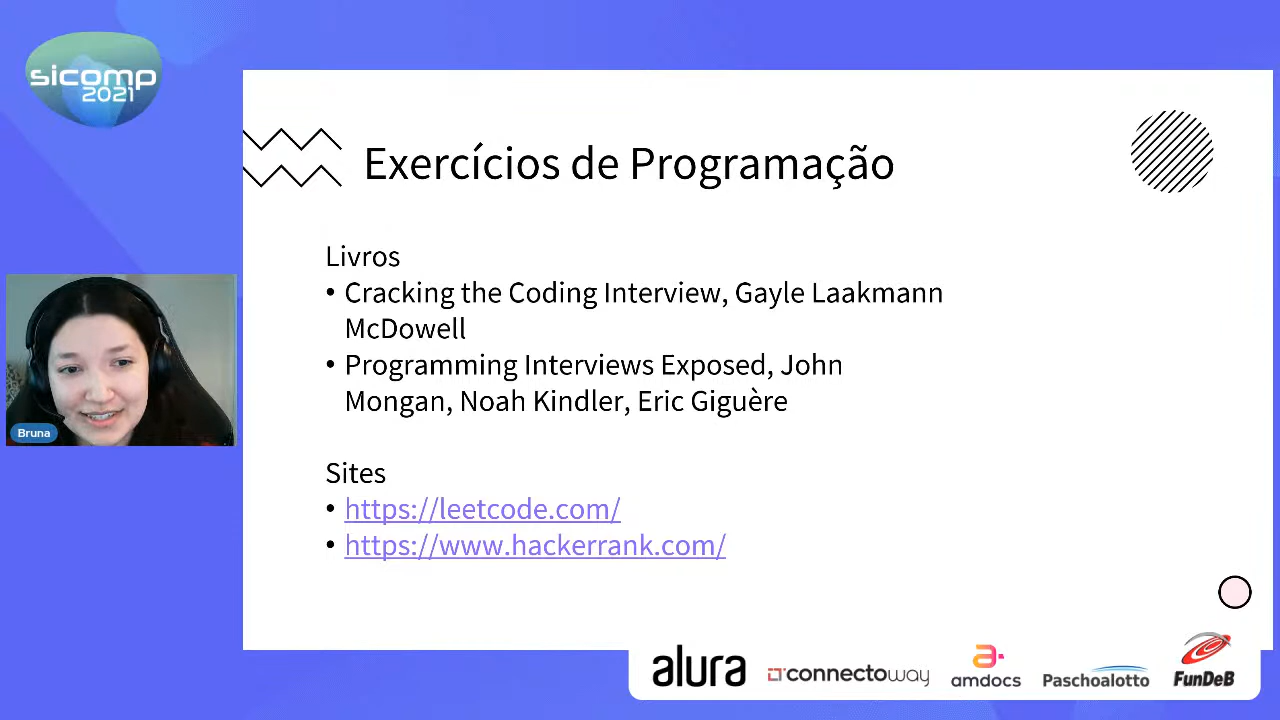 sicomp
2021
Exercícios de Programação
Livros
• Cracking the Coding Interview, Gayle Laakmann
McDowell
• Programming Interviews Exposed, John
Mongan, Noah Kindler, Eric Giguère
Bruna
Sites
• https://leetcode.com/
• https://www.hackerrank.com/
alura
connectoway
amdocs
Paschoalotto
FunDeB